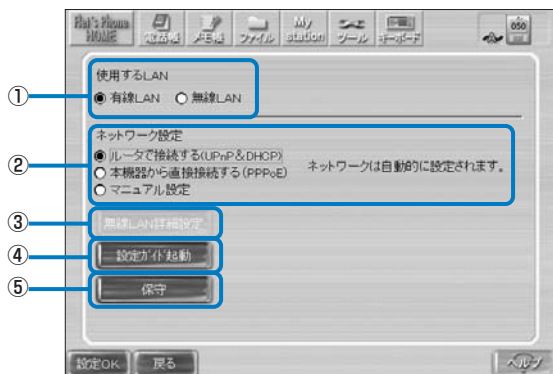 Flat's Phone HOME 電話帳 メモ帳 ファイル My station ツール キーボード 050
① 使用するLAN
有線LAN 無線LAN
② ネットワーク設定
ルータで接続する(UPnP&DHCP)
本機器から直接接続する(PPPoE)
マニュアル設定
ネットワークは自動的に設定されます。
③ 無線LAN詳細設定
④ 設定ガイド起動
⑤ 保守
設定OK 戻る ヘルプ